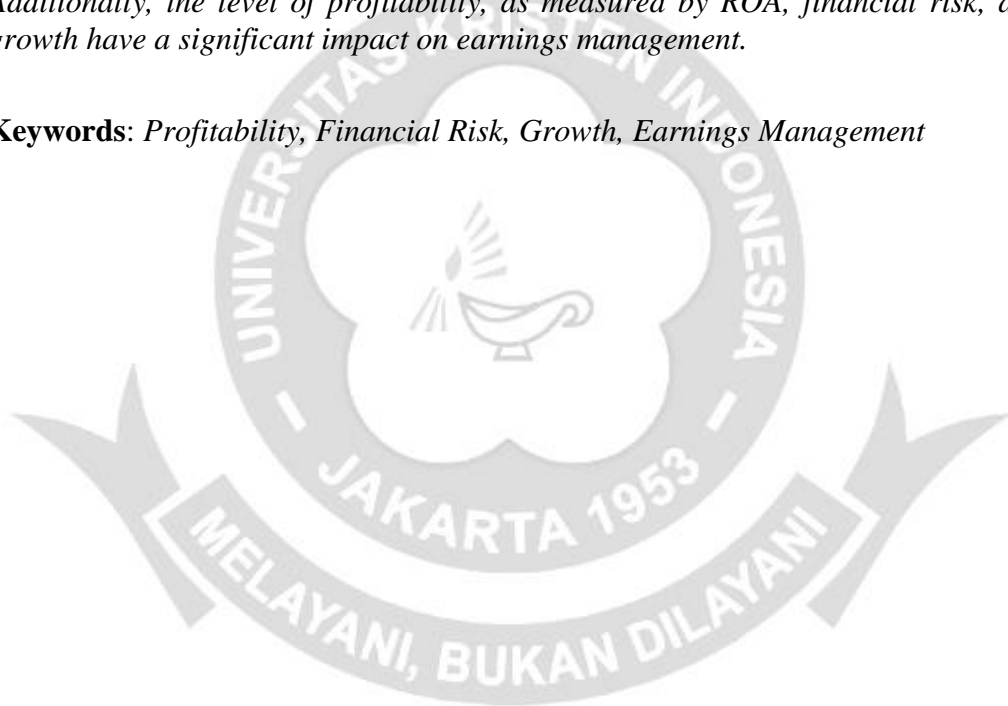 Additionally, the level of profitability, as measured by ROA, financial risk,
growth have a significant impact on earnings management.
Keywords: Profitability, Financial Risk, Growth, Earnings Management
UNIVERSITAS KRISTEN INDONESIA
JAKARTA 1953
MELAYANI, BUKAN DILAYANI